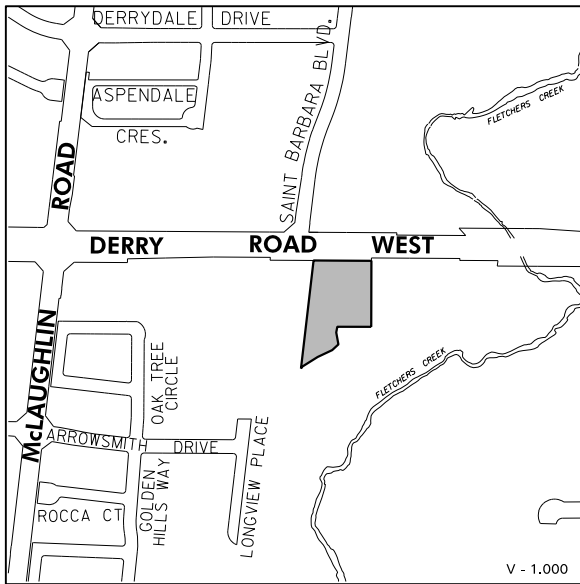 DERRYDALE DRIVE
SAINT BARBARA BLVD.
ASPENDALE
CRES.
FLETCHERS CREEK
ROAD
DERRY ROAD WEST
McLAUGHLIN
OAK TREE
CIRCLE
FLETCHERS CREEK
ARROWSMITH DRIVE
LONGVIEW PLACE
GOLDEN
HILLS WAY
ROCCA CT
V - 1.000